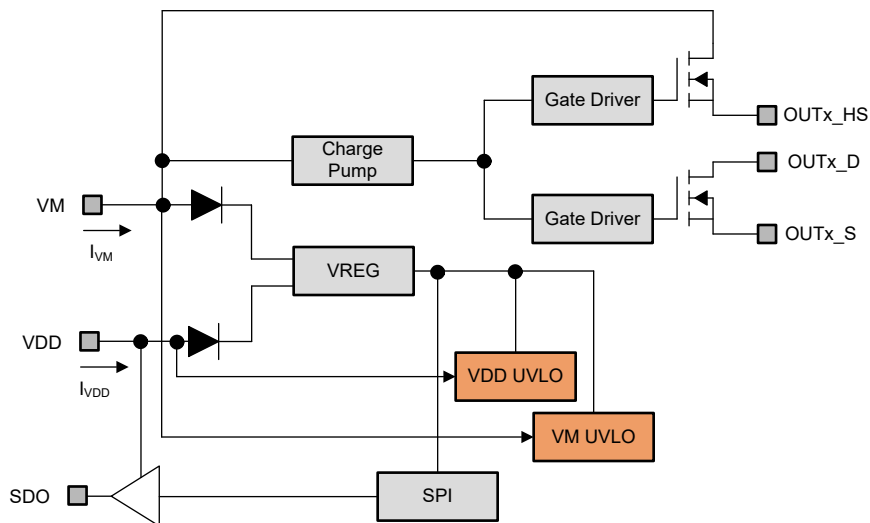 Gate Driver
OUTx_HS
Charge
Pump
OUTx_D
VM
Gate Driver
OUTx_S
IVM
VREG
VDD
IVDD
VDD UVLO
VM UVLO
SDO
SPI